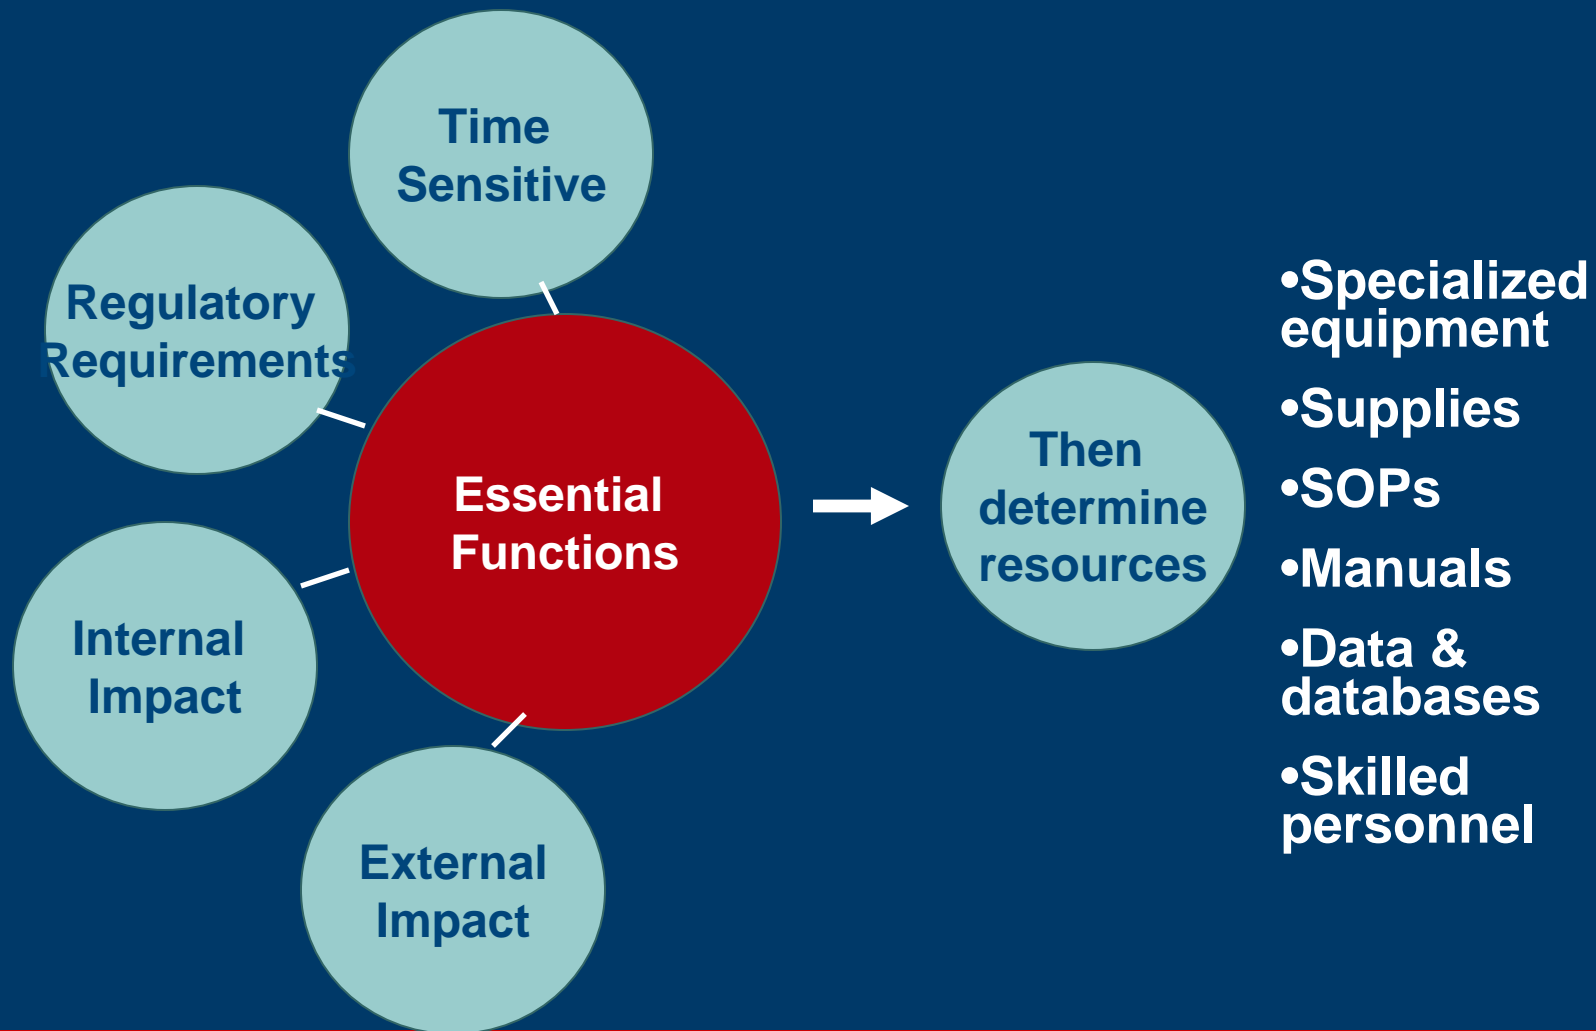 Time
Sensitive
Regulatory
Requirements
Essential
Functions
Internal
Impact
External
Impact
Then
determine
resources
•Specialized
equipment
•Supplies
•SOPs
•Manuals
•Data &
databases
•Skilled
personnel